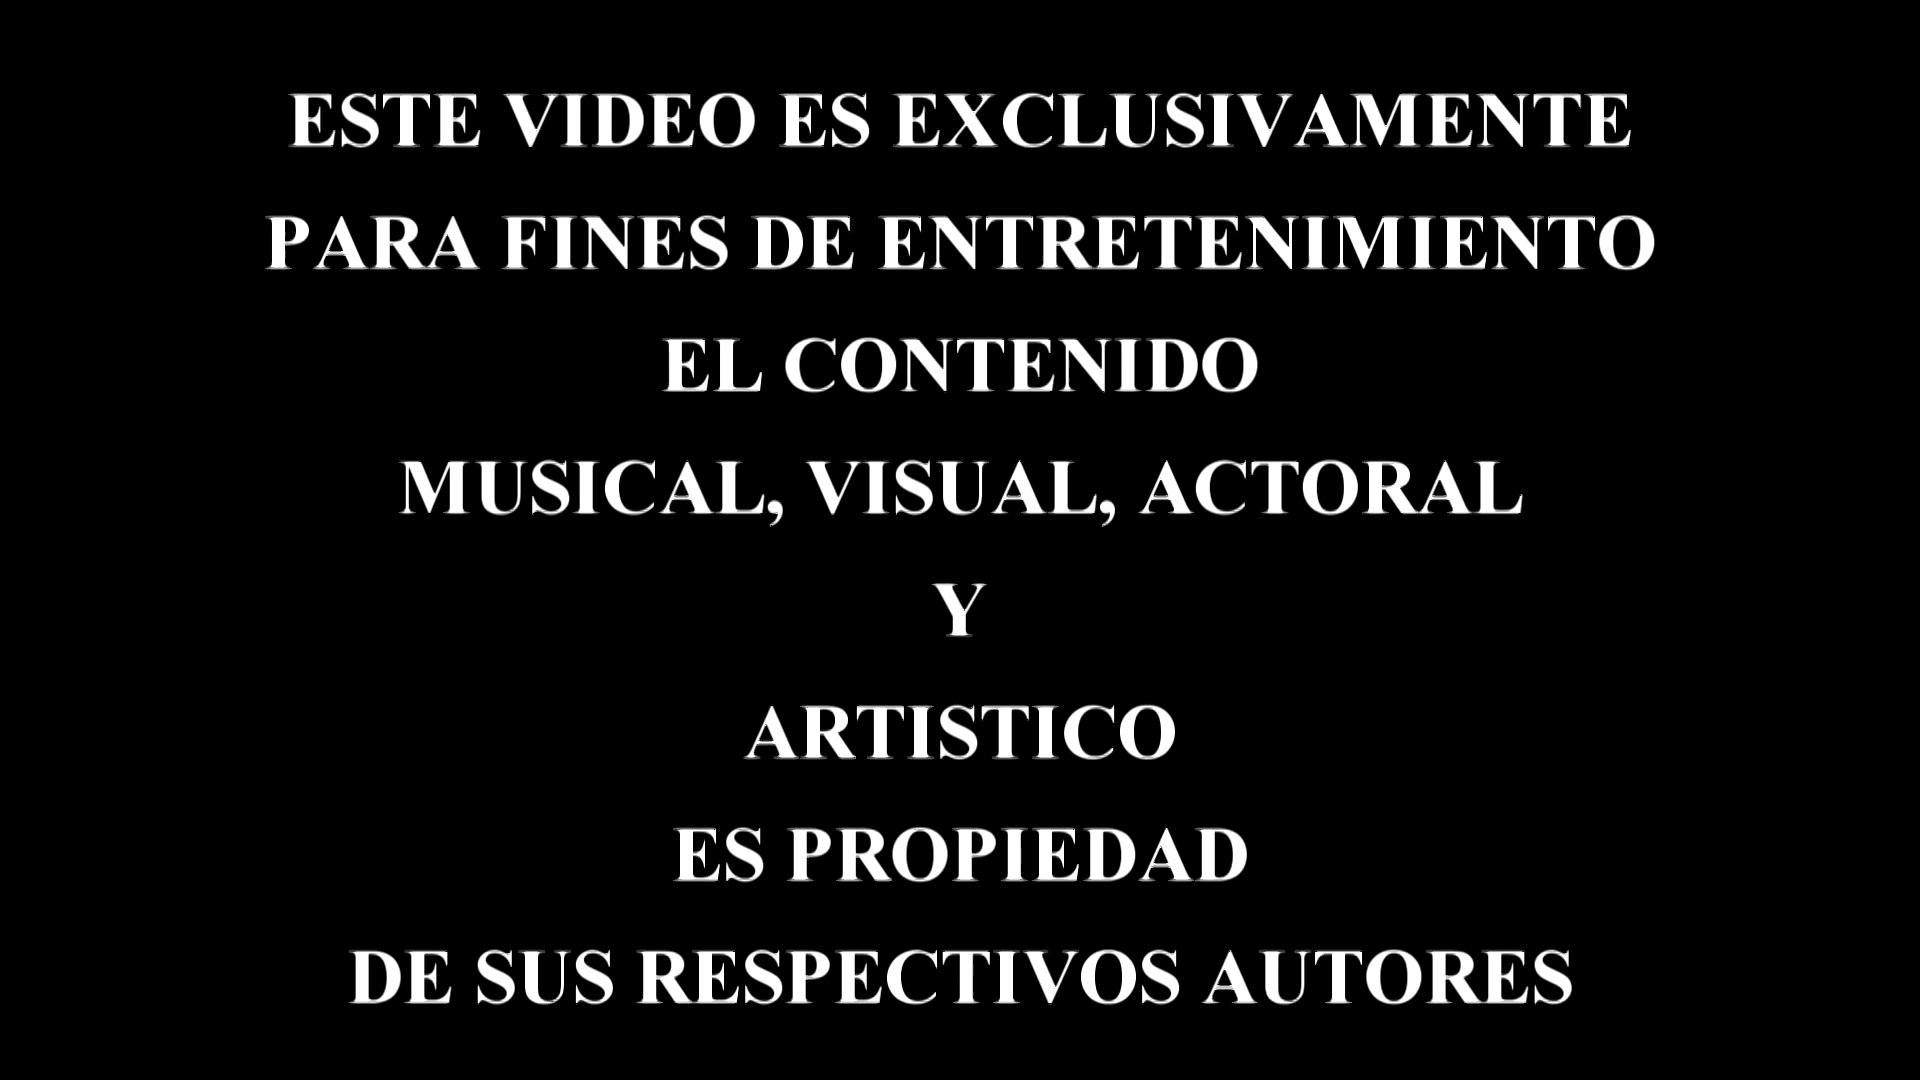 ESTE VIDEO ES EXCLUSIVAMENTE
PARA FINES DE ENTRETENIMIENTO
EL CONTENIDO
MUSICAL, VISUAL, ACTORAL
Y
ARTISTICO
ES PROPIEDAD
DE SUS RESPECTIVOS AUTORES